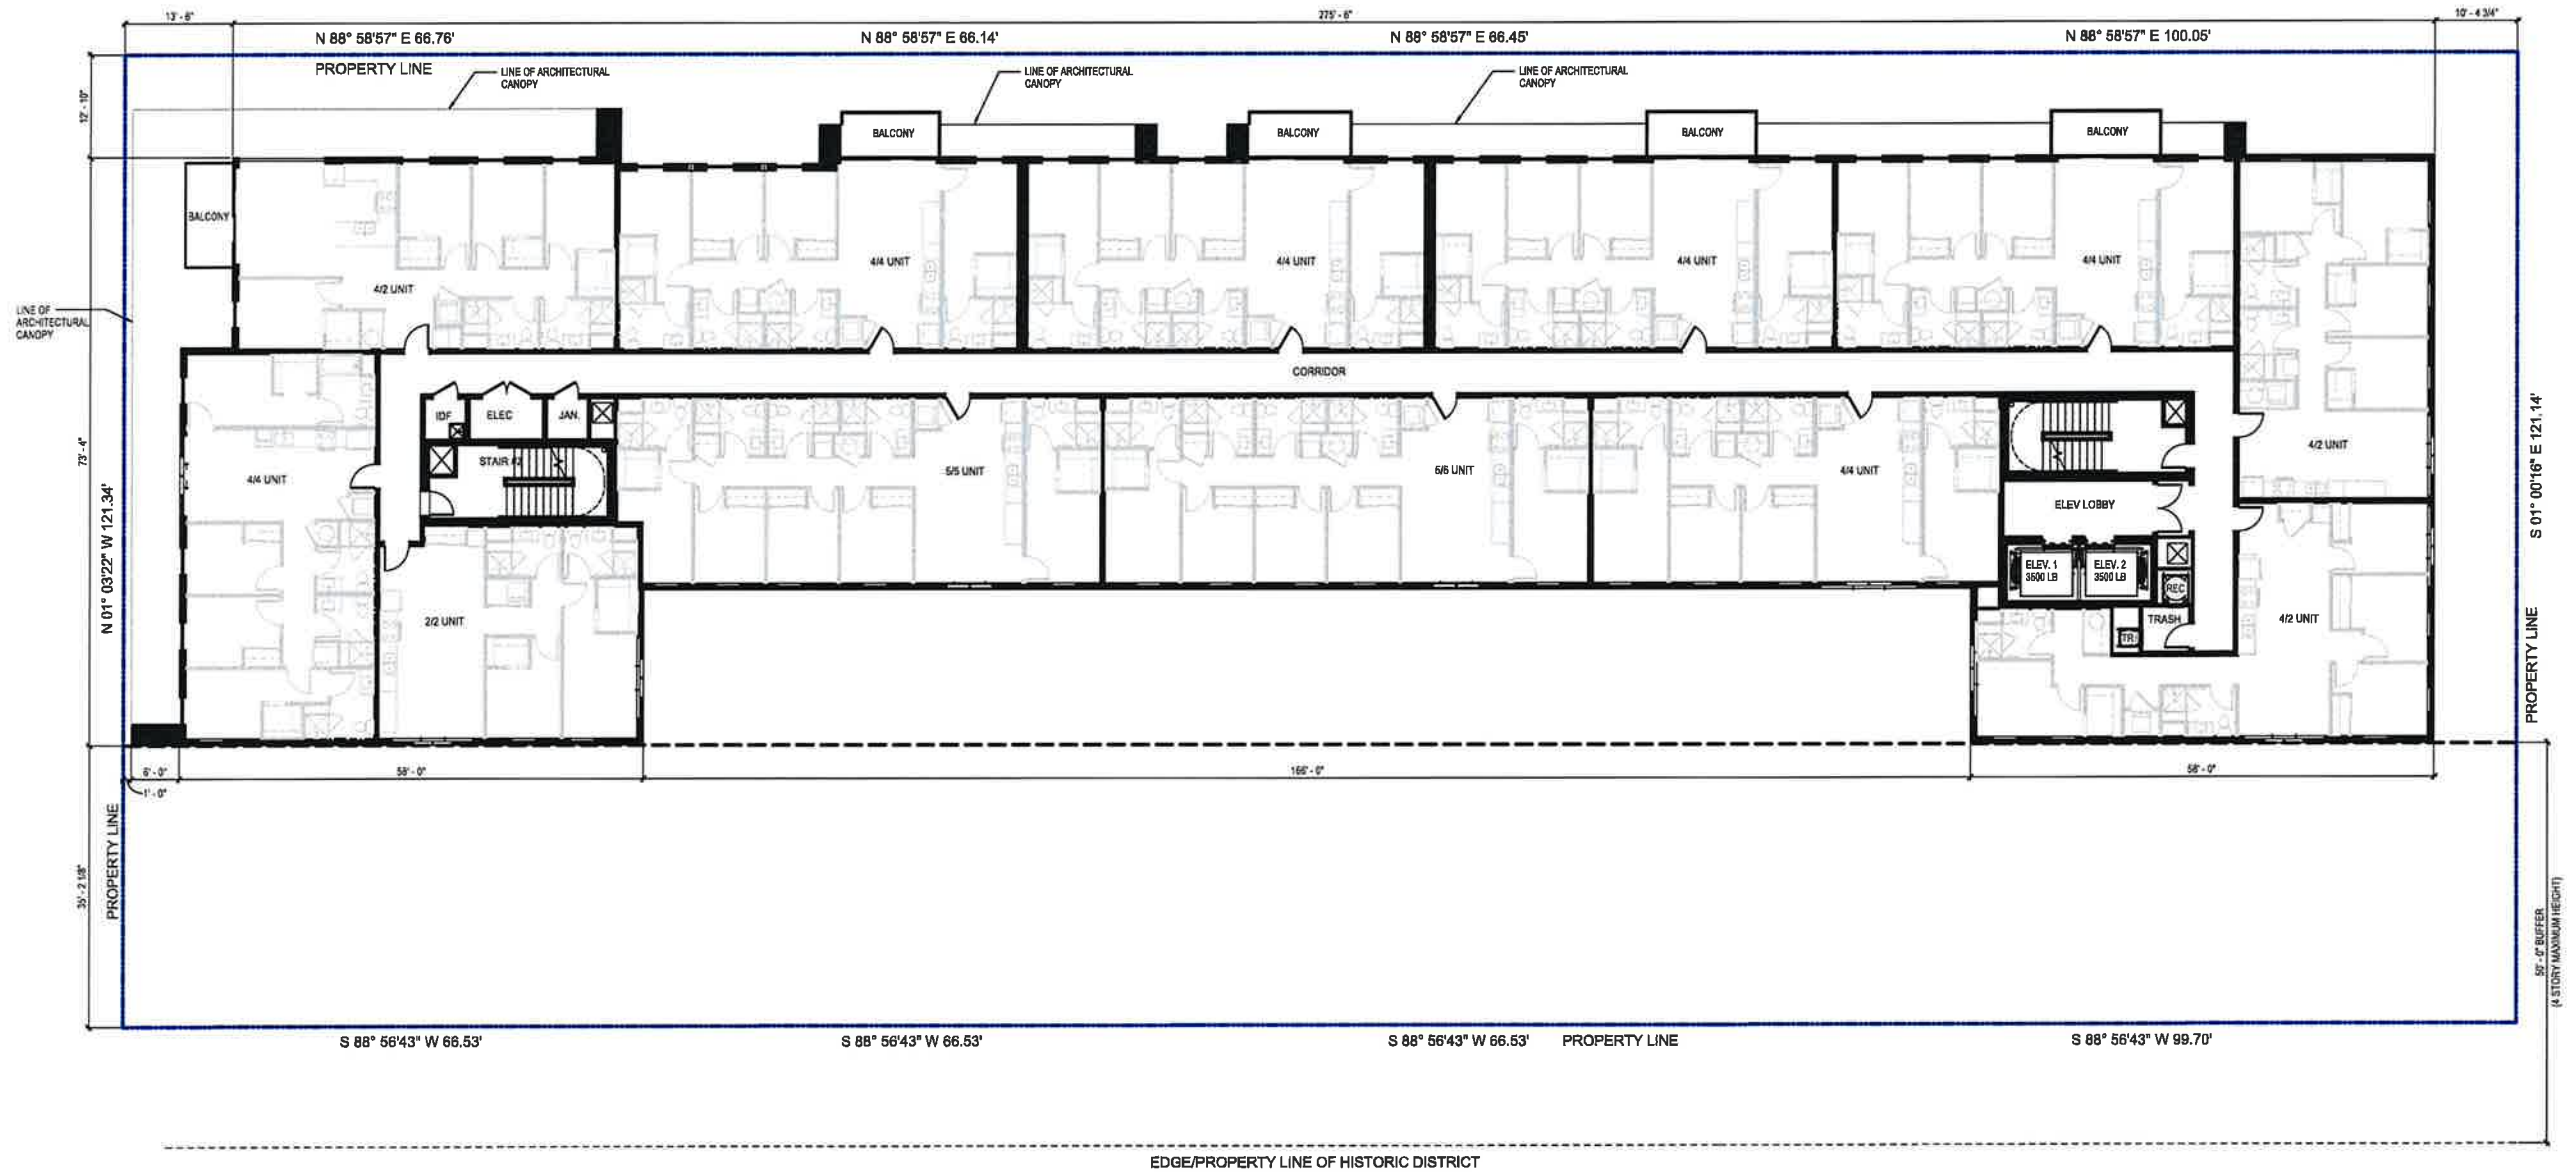 13' - 6"
275' - 6"
10' - 4 3/4"
N 88° 58'57" E 66.76'
N 88° 58'57" E 66.14'
N 88° 58'57" E 66.45'
N 88° 58'57" E 100.05'
PROPERTY LINE
LINE OF ARCHITECTURAL
CANOPY
LINE OF ARCHITECTURAL
CANOPY
LINE OF ARCHITECTURAL
CANOPY
12' - 10"
BALCONY
BALCONY
BALCONY
BALCONY
BALCONY
4/2 UNIT
4/4 UNIT
4/4 UNIT
4/4 UNIT
4/4 UNIT
LINE OF
ARCHITECTURAL
CANOPY
CORRIDOR
IDF
ELEC
JAN.
73' - 4"
N 01° 03'22" W 121.34'
4/4 UNIT
STAIR #2
5/5 UNIT
5/5 UNIT
4/4 UNIT
4/2 UNIT
S 01° 00'16" E 121.14'
ELEV LOBBY
ELEV. 1
3500 LB
ELEV. 2
3500 LB
REC
TRASH
TR.
2/2 UNIT
4/2 UNIT
PROPERTY LINE
6' - 0"
58' - 0"
166' - 0"
58' - 0"
1' - 0"
PROPERTY LINE
35' - 2 1/8"
50' - 0" BUFFER
(4 STORY MAXIMUM HEIGHT)
S 88° 56'43" W 66.53'
S 88° 56'43" W 66.53'
S 88° 56'43" W 66.53'
PROPERTY LINE
S 88° 56'43" W 99.70'
EDGE/PROPERTY LINE OF HISTORIC DISTRICT